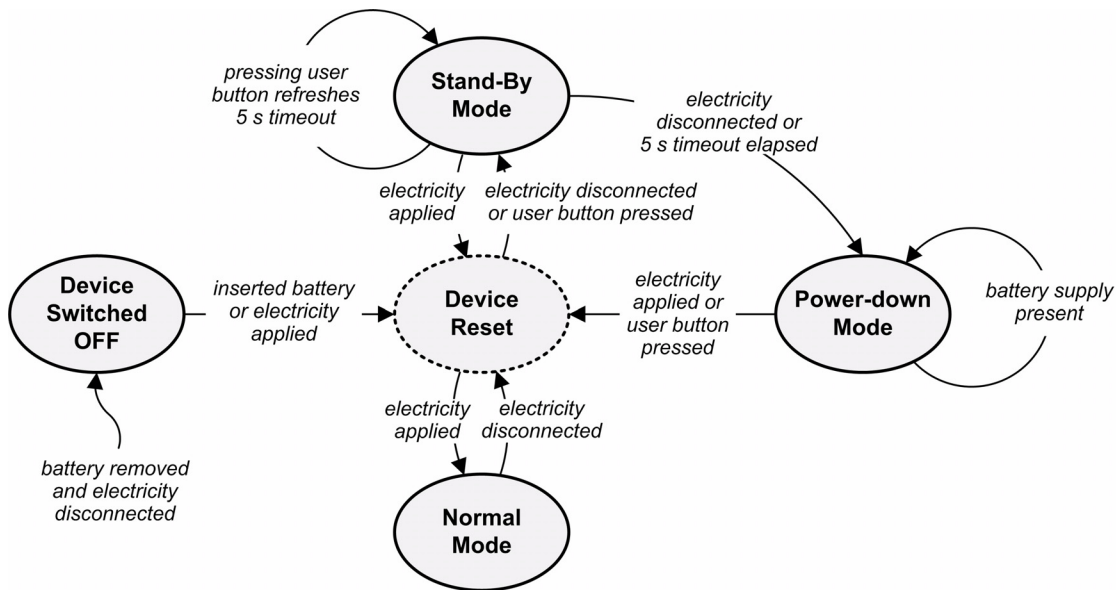 Stand-By
Mode
pressing user
button refreshes
5 s timeout
electricity
disconnected or
5 s timeout elapsed
electricity
applied
electricity disconnected
or user button pressed
Device
Switched
OFF
inserted battery
or electricity
applied
Device
Reset
electricity
applied or
user button
pressed
Power-down
Mode
battery supply
present
electricity
applied
electricity
disconnected
battery removed
and electricity
disconnected
Normal
Mode